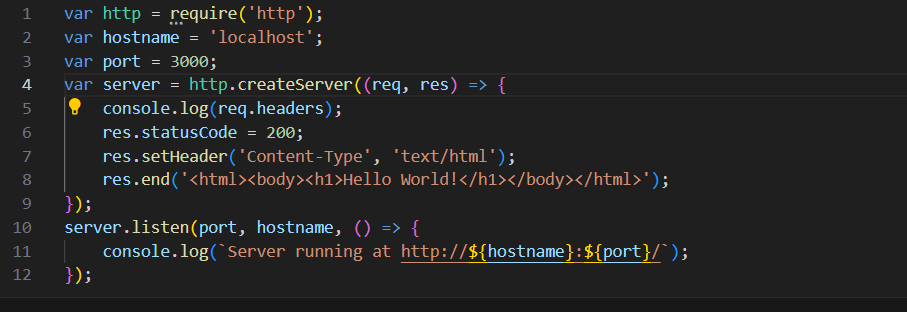 1 var http = require('http');
2 var hostname = 'localhost';
3 var port = 3000;
4 var server = http.createServer((req, res) => {
5     console.log(req.headers);
6     res.statusCode = 200;
7     res.setHeader('Content-Type', 'text/html');
8     res.end('<html><body><h1>Hello World!</h1></body></html>');
9 });
10 server.listen(port, hostname, () => {
11     console.log(`Server running at http://${hostname}:${port}/`);
12 });